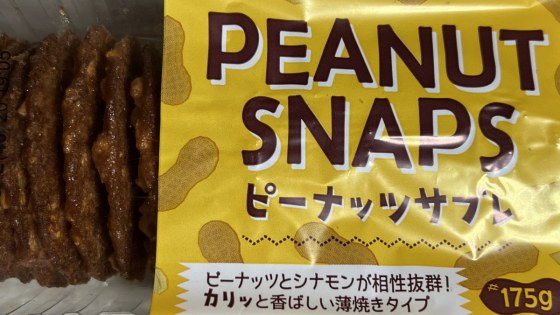 PEANUT
SNAPS
ピーナッツサブレ
ピーナッツとシナモンが相性抜群!
カリッと香ばしい薄焼きタイプ
#175g